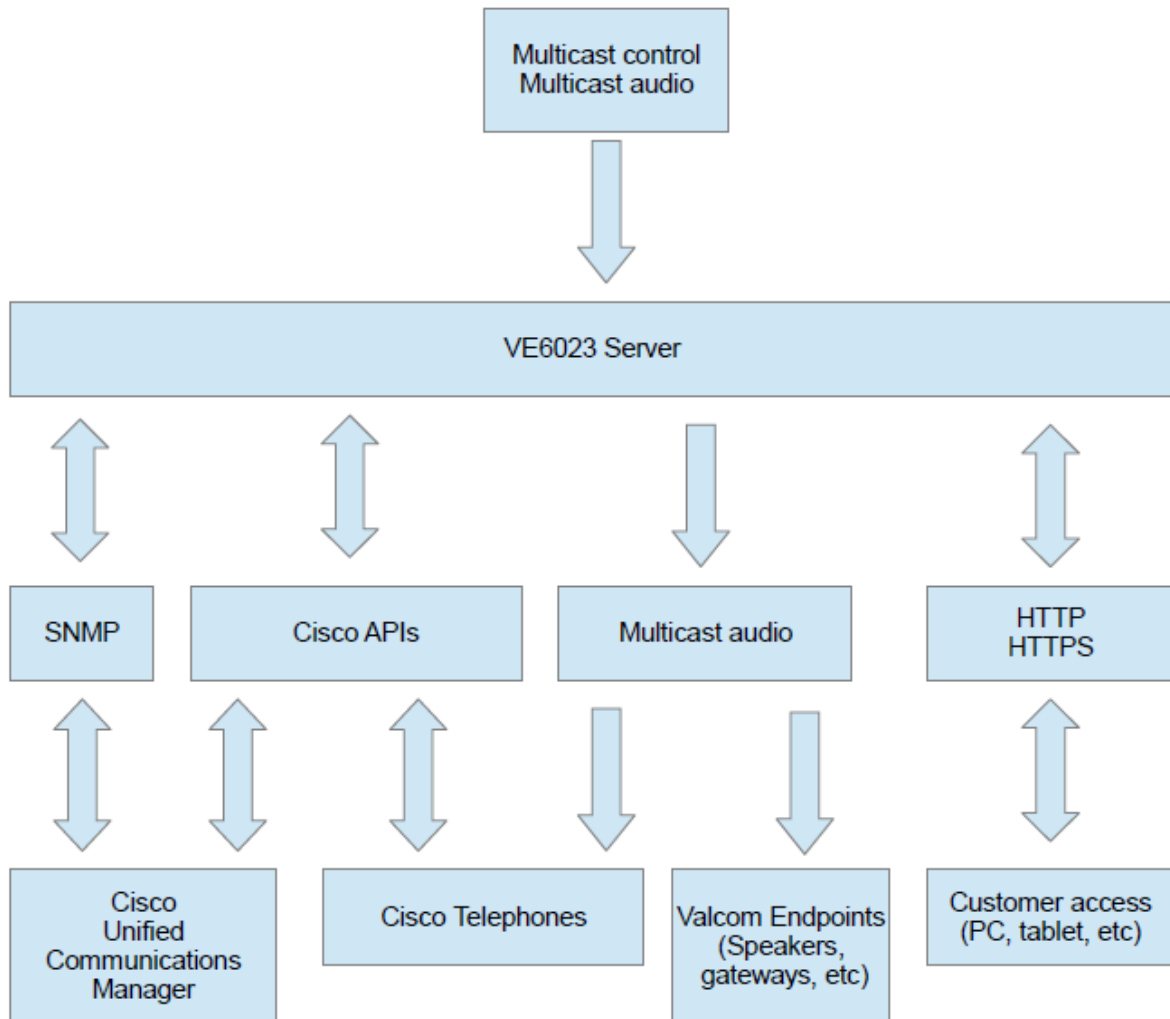 Multicast control
Multicast audio
VE6023 Server
SNMP
Cisco APIs
Multicast audio
HTTP
HTTPS
Cisco
Unified
Communications
Manager
Cisco Telephones
Valcom Endpoints
(Speakers,
gateways, etc)
Customer access
(PC, tablet, etc)